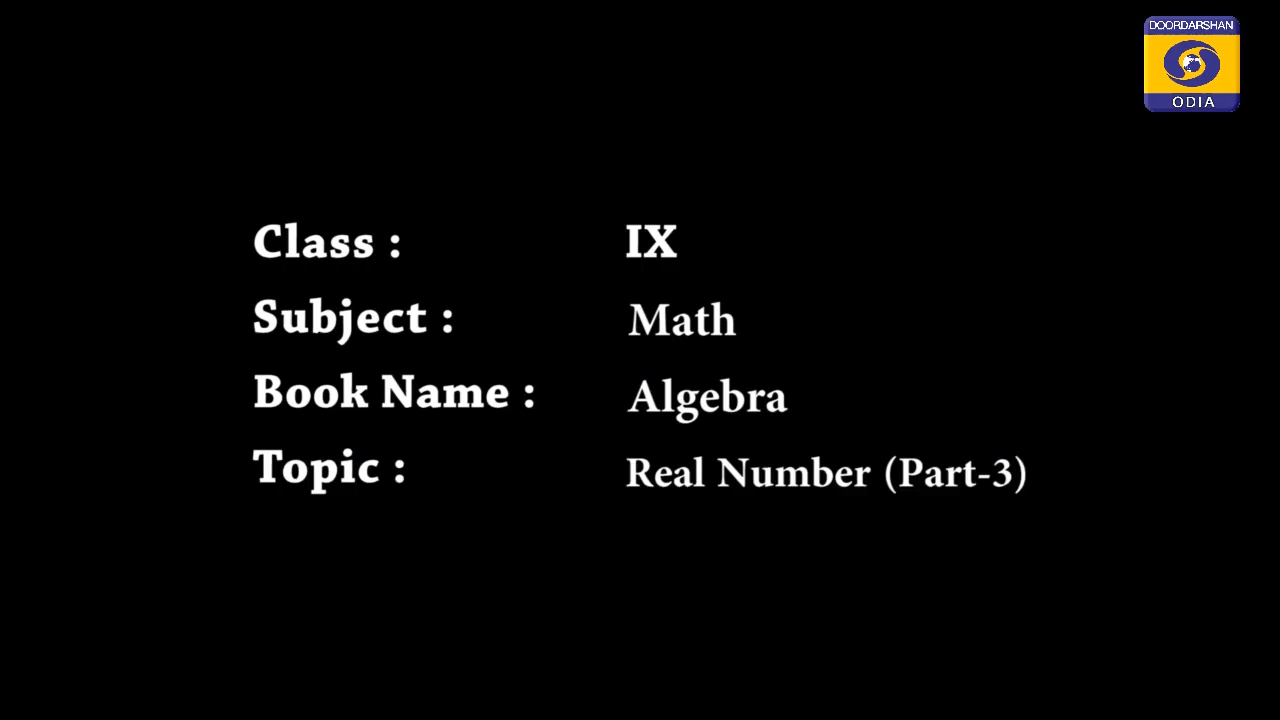 DOORDARSHAN
ODIA
Class : IX
Subject : Math
Book Name : Algebra
Topic : Real Number (Part-3)